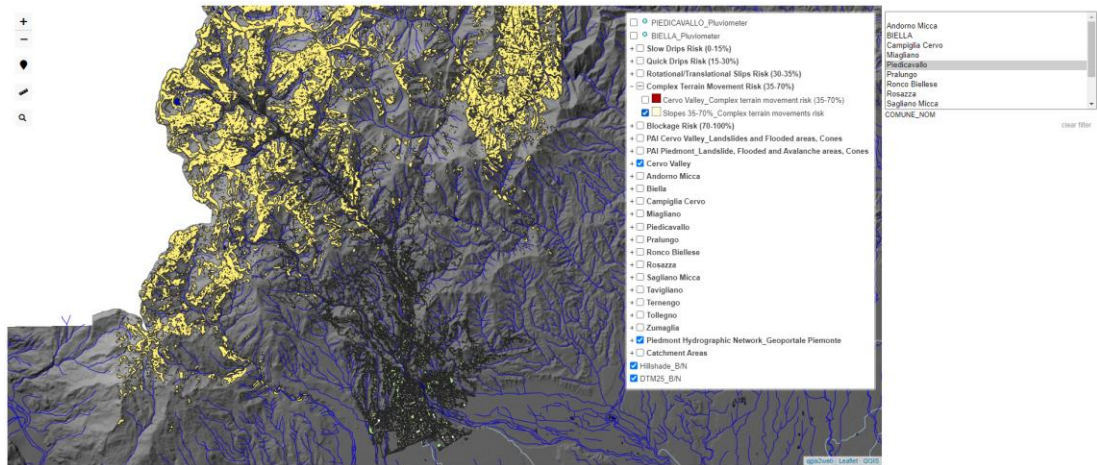 +
−
PIEDICAVALLO_Pluviometer
BIELLA_Pluviometer
+ Slow Drips Risk (0-15%)
+ Quick Drips Risk (15-30%)
+ Rotational/Translational Slips Risk (30-35%)
- Complex Terrain Movement Risk (35-70%)
Cervo Valley_Complex terrain movement risk (35-70%)
Slopes 35-70%_Complex terrain movements risk
+ Blockage Risk (70-100%)
+ PAI Cervo Valley_Landslides and Flooded areas, Cones
+ PAI Piedmont_Landslide, Flooded and Avalanche areas, Cones
+ Cervo Valley
+ Andorno Micca
+ Biella
+ Campiglia Cervo
+ Miagliano
+ Piedicavallo
+ Pralungo
+ Ronco Biellese
+ Rosazza
+ Sagliano Micca
+ Tavigliano
+ Ternengo
+ Tollegno
+ Zumaglia
+ Piedmont Hydrographic Network_Geoportale Piemonte
+ Catchment Areas
Hillshade_B/N
DTM25_B/N
qgis2web | Leaflet | QGIS
Andorno Micca
BIELLA
Campiglia Cervo
Miagliano
Piedicavallo
Pralungo
Ronco Biellese
Rosazza
Sagliano Micca
COMUNE_NOM
clear filter